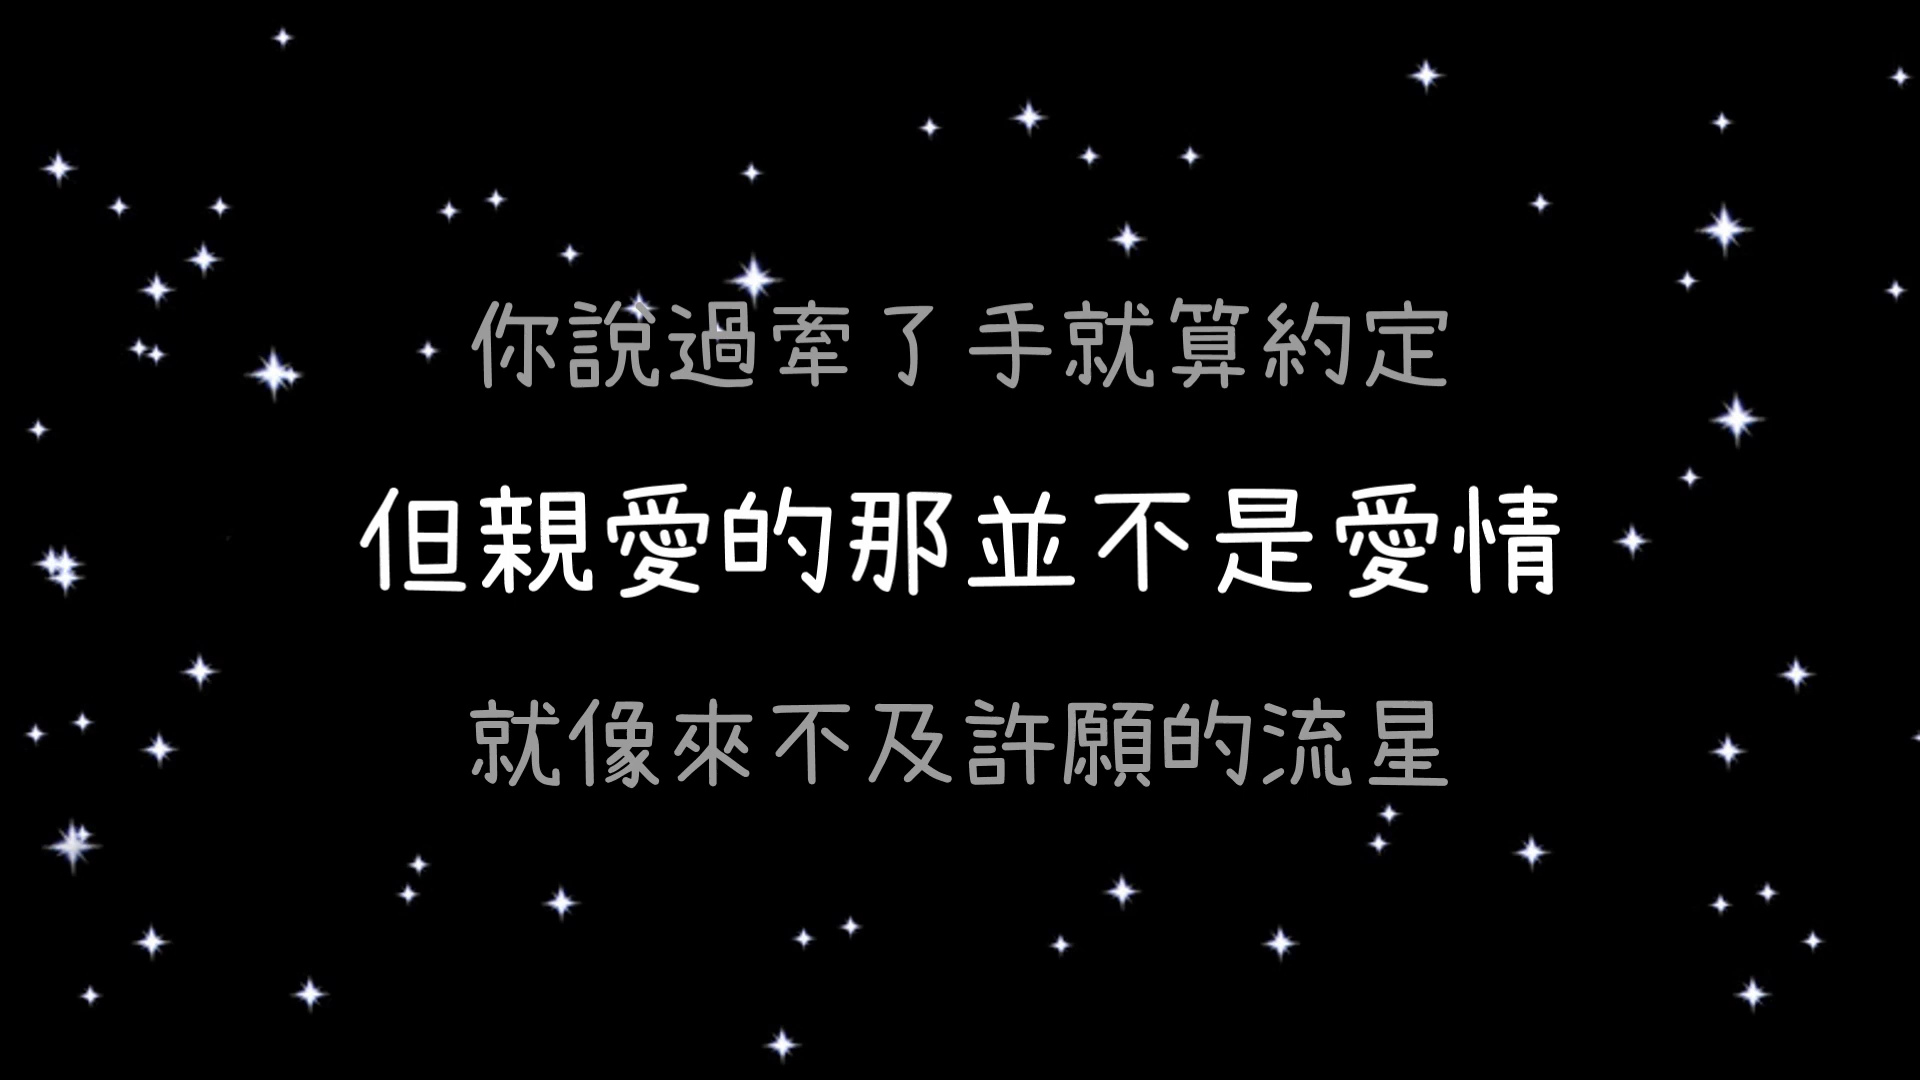 你說過牽了手就算約定
但親愛的那並不是愛情
就像來不及許願的流星